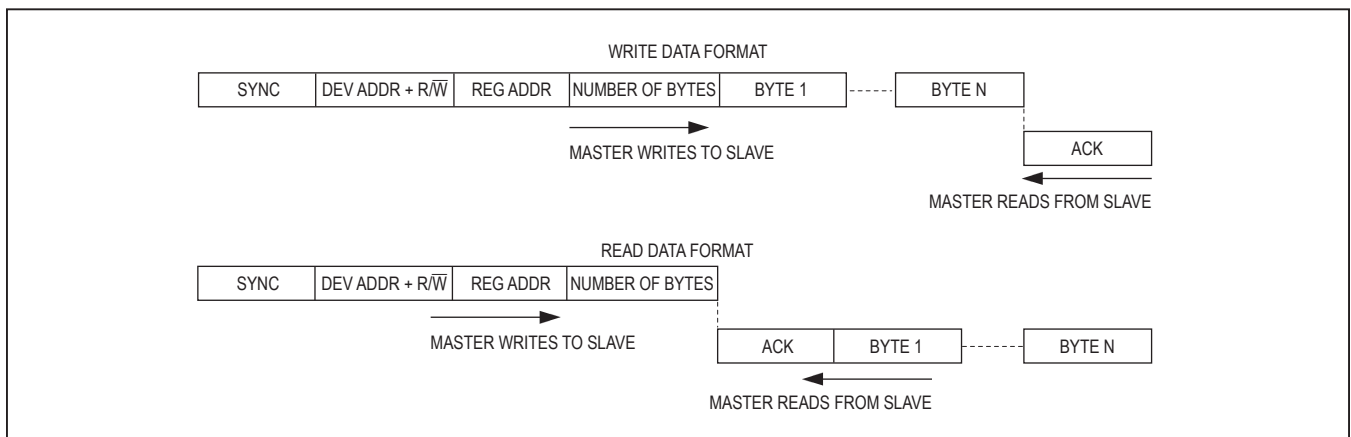 WRITE DATA FORMAT
SYNC DEV ADDR + R/W̅ REG ADDR NUMBER OF BYTES BYTE 1 BYTE N
MASTER WRITES TO SLAVE
ACK
MASTER READS FROM SLAVE
READ DATA FORMAT
SYNC DEV ADDR + R/W̅ REG ADDR NUMBER OF BYTES
MASTER WRITES TO SLAVE
ACK BYTE 1 BYTE N
MASTER READS FROM SLAVE